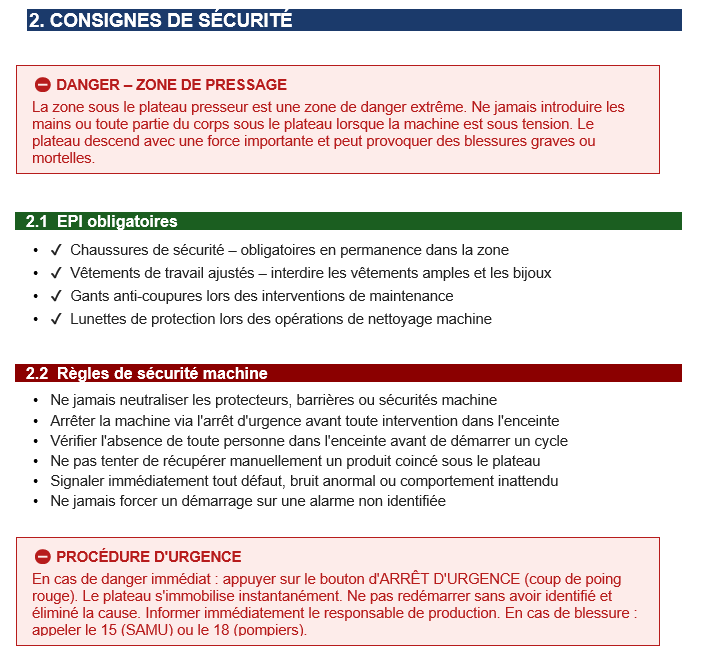 2. CONSIGNES DE SÉCURITÉ
⛔ DANGER – ZONE DE PRESSAGE
La zone sous le plateau presseur est une zone de danger extrême. Ne jamais introduire les
mains ou toute partie du corps sous le plateau lorsque la machine est sous tension. Le
plateau descend avec une force importante et peut provoquer des blessures graves ou
mortelles.
2.1 EPI obligatoires
• ✓ Chaussures de sécurité – obligatoires en permanence dans la zone
• ✓ Vêtements de travail ajustés – interdire les vêtements amples et les bijoux
• ✓ Gants anti-coupures lors des interventions de maintenance
• ✓ Lunettes de protection lors des opérations de nettoyage machine
2.2 Règles de sécurité machine
• Ne jamais neutraliser les protecteurs, barrières ou sécurités machine
• Arrêter la machine via l'arrêt d'urgence avant toute intervention dans l'enceinte
• Vérifier l'absence de toute personne dans l'enceinte avant de démarrer un cycle
• Ne pas tenter de récupérer manuellement un produit coincé sous le plateau
• Signaler immédiatement tout défaut, bruit anormal ou comportement inattendu
• Ne jamais forcer un démarrage sur une alarme non identifiée
⛔ PROCÉDURE D'URGENCE
En cas de danger immédiat : appuyer sur le bouton d'ARRÊT D'URGENCE (coup de poing
rouge). Le plateau s'immobilise instantanément. Ne pas redémarrer sans avoir identifié et
éliminé la cause. Informer immédiatement le responsable de production. En cas de blessure :
appeler le 15 (SAMU) ou le 18 (pompiers).